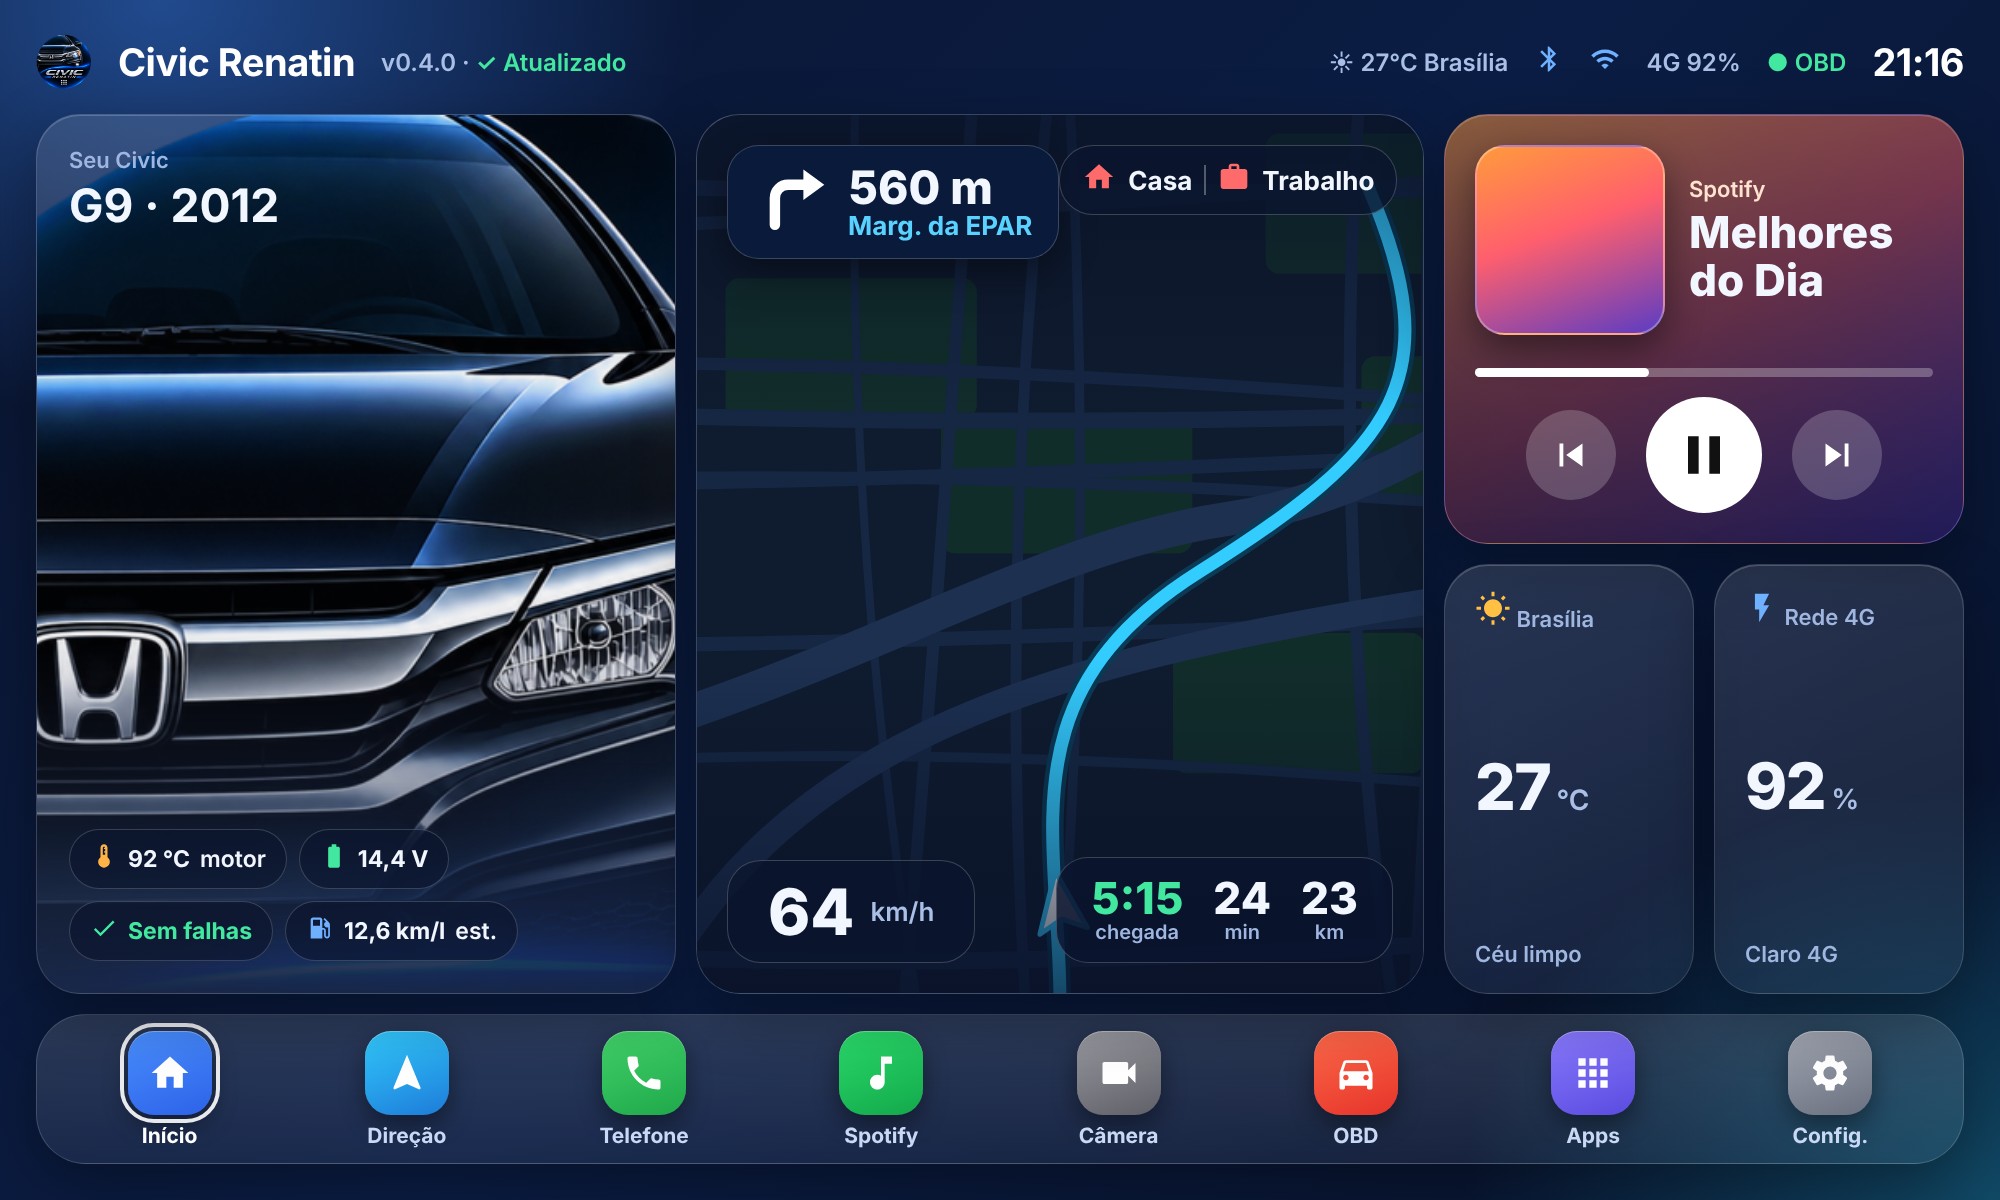 Civic Renatin v0.4.0 · ✓ Atualizado
27°C Brasília 4G 92% OBD 21:16
Seu Civic
G9 · 2012
92 °C motor
14,4 V
Sem falhas
12,6 km/l est.
560 m
Marg. da EPAR
Casa | Trabalho
64 km/h
5:15 24 23
chegada min km
Spotify
Melhores
do Dia
Brasília
27 °C
Céu limpo
Rede 4G
92 %
Claro 4G
Início Direção Telefone Spotify Câmera OBD Apps Config.